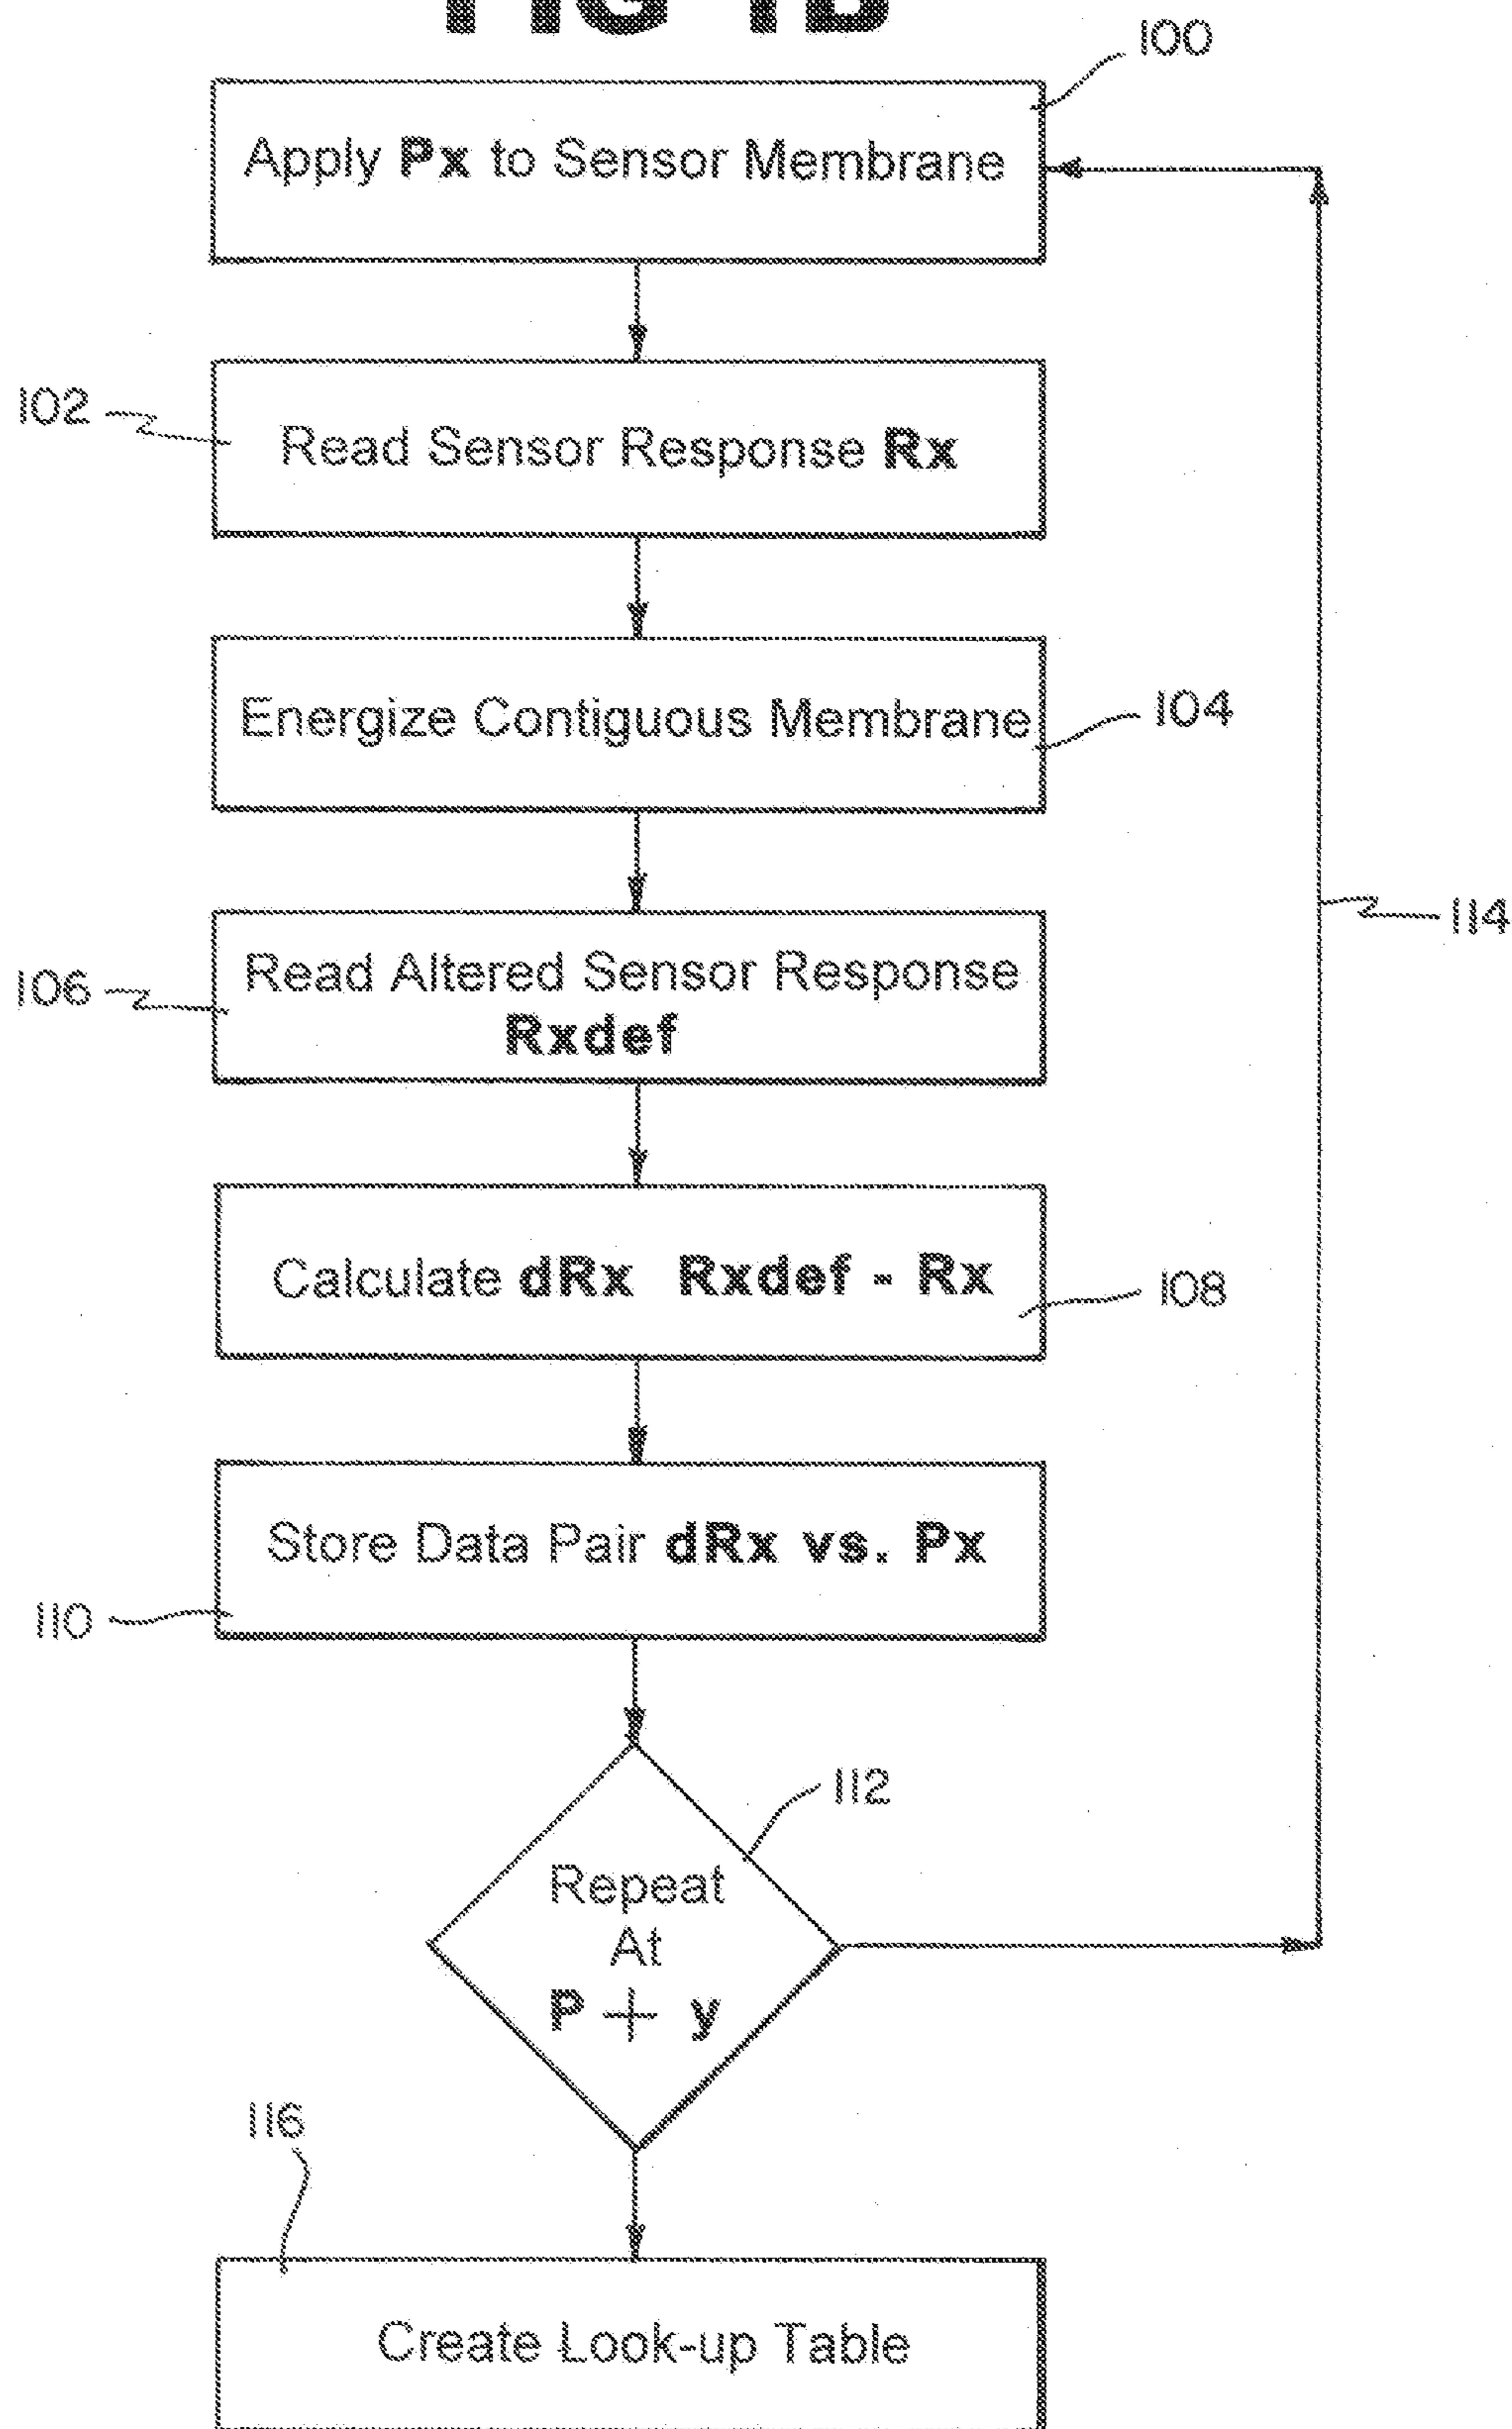 FIG 1B
100
Apply Px to Sensor Membrane
102
Read Sensor Response Rx
Energize Contiguous Membrane
104
114
106
Read Altered Sensor Response
Rxdef
Calculate dRx Rxdef - Rx
108
Store Data Pair dRx vs. Px
110
112
Repeat
At
P + y
116
Create Look-up Table